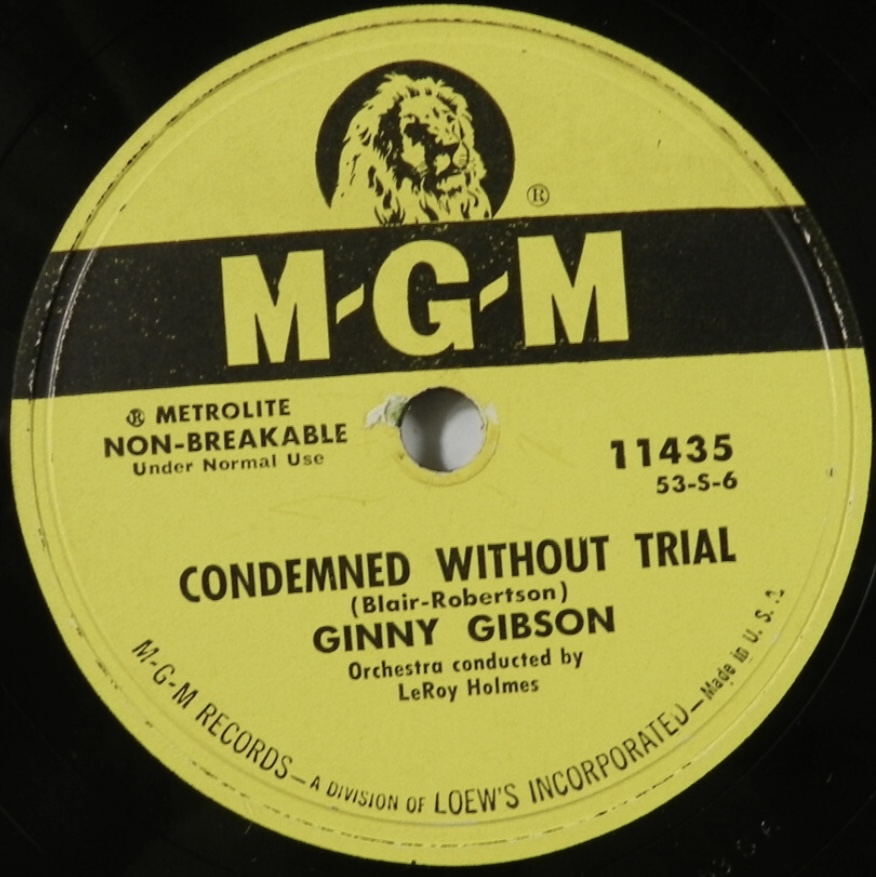 ®
M-G-M
® METROLITE
NON-BREAKABLE
Under Normal Use
11435
53-S-6
CONDEMNED WITHOUT TRIAL
(Blair-Robertson)
GINNY GIBSON
Orchestra conducted by
LeRoy Holmes
M-G-M RECORDS—A DIVISION OF LOEW'S INCORPORATED—Made in U. S. A.